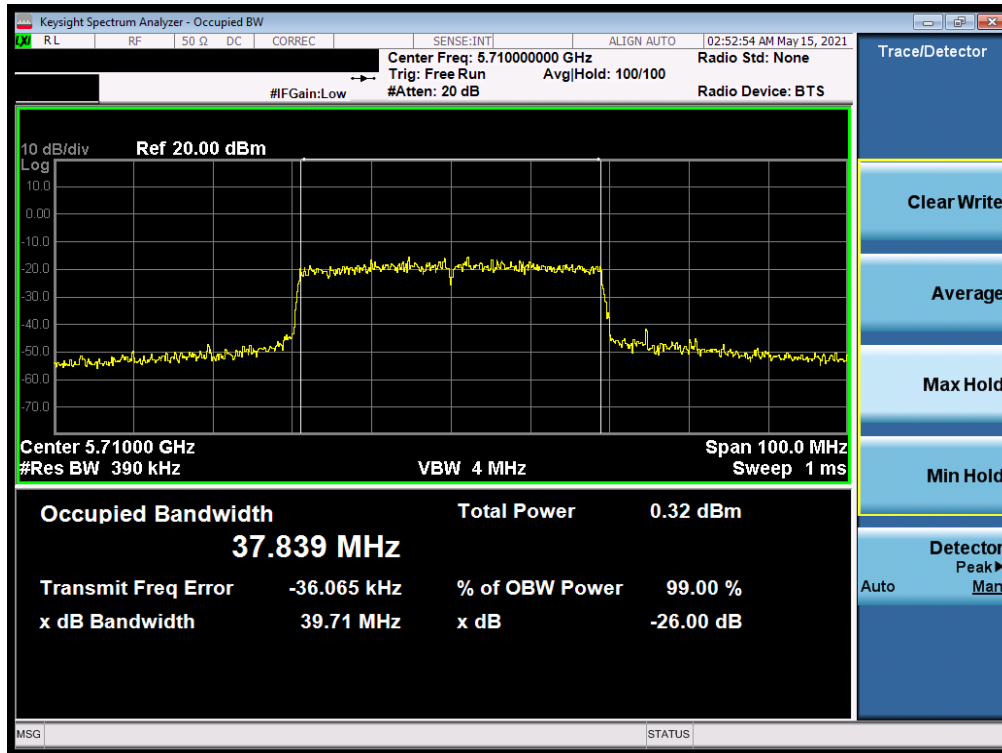 Keysight Spectrum Analyzer - Occupied BW
LXI RL RF 50 Ω DC CORREC SENSE:INT ALIGN AUTO 02:52:54 AM May 15, 2021
Center Freq: 5.710000000 GHz Radio Std: None
Trig: Free Run Avg|Hold: 100/100
#IFGain:Low #Atten: 20 dB Radio Device: BTS
10 dB/div Ref 20.00 dBm
Log
10.0
0.00
-10.0
-20.0
-30.0
-40.0
-50.0
-60.0
-70.0
Center 5.71000 GHz Span 100.0 MHz
#Res BW 390 kHz VBW 4 MHz Sweep 1 ms
Occupied Bandwidth Total Power 0.32 dBm
37.839 MHz
Transmit Freq Error -36.065 kHz % of OBW Power 99.00 %
x dB Bandwidth 39.71 MHz x dB -26.00 dB
MSG STATUS
Trace/Detector
Clear Write
Average
Max Hold
Min Hold
Detector
Peak
Auto Man